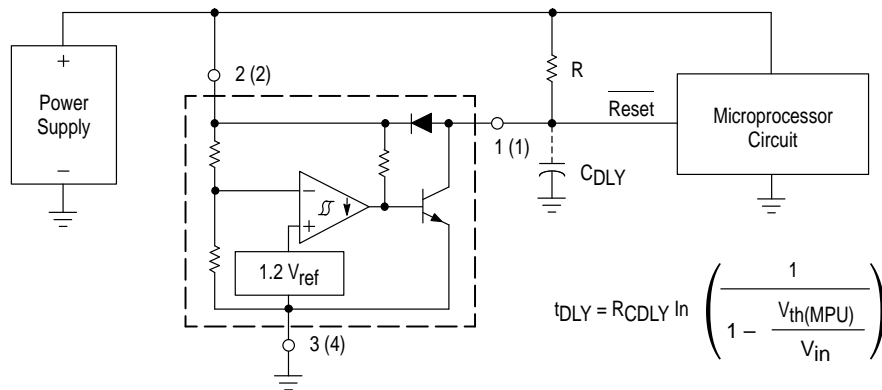 +
Power
Supply
–
2 (2)
R
Reset
1 (1)
Microprocessor
Circuit
CDLY
–
+
1.2 Vref
3 (4)
tDLY = RCDLY In ( 1 / ( 1 – Vth(MPU) / Vin ) )